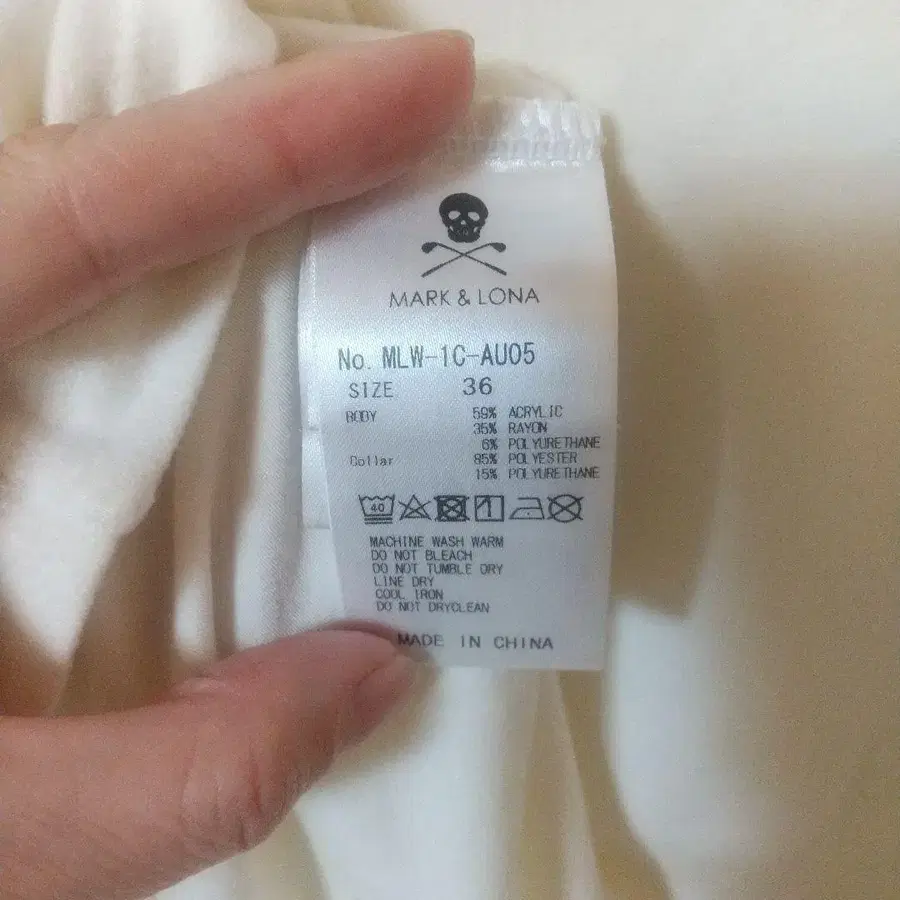 MARK & LONA
No. MLW-1C-AU05
SIZE 36
BODY 59% ACRYLIC
35% RAYON
6% POLYURETHANE
Collar 85% POLYESTER
15% POLYURETHANE
40
MACHINE WASH WARM
DO NOT BLEACH
DO NOT TUMBLE DRY
LINE DRY
COOL IRON
DO NOT DRYCLEAN
MADE IN CHINA